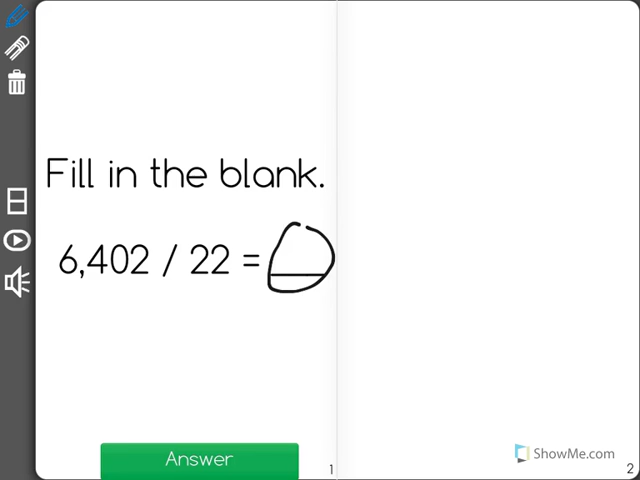 Fill in the blank.
6,402 / 22 =
Answer
1
ShowMe.com
2